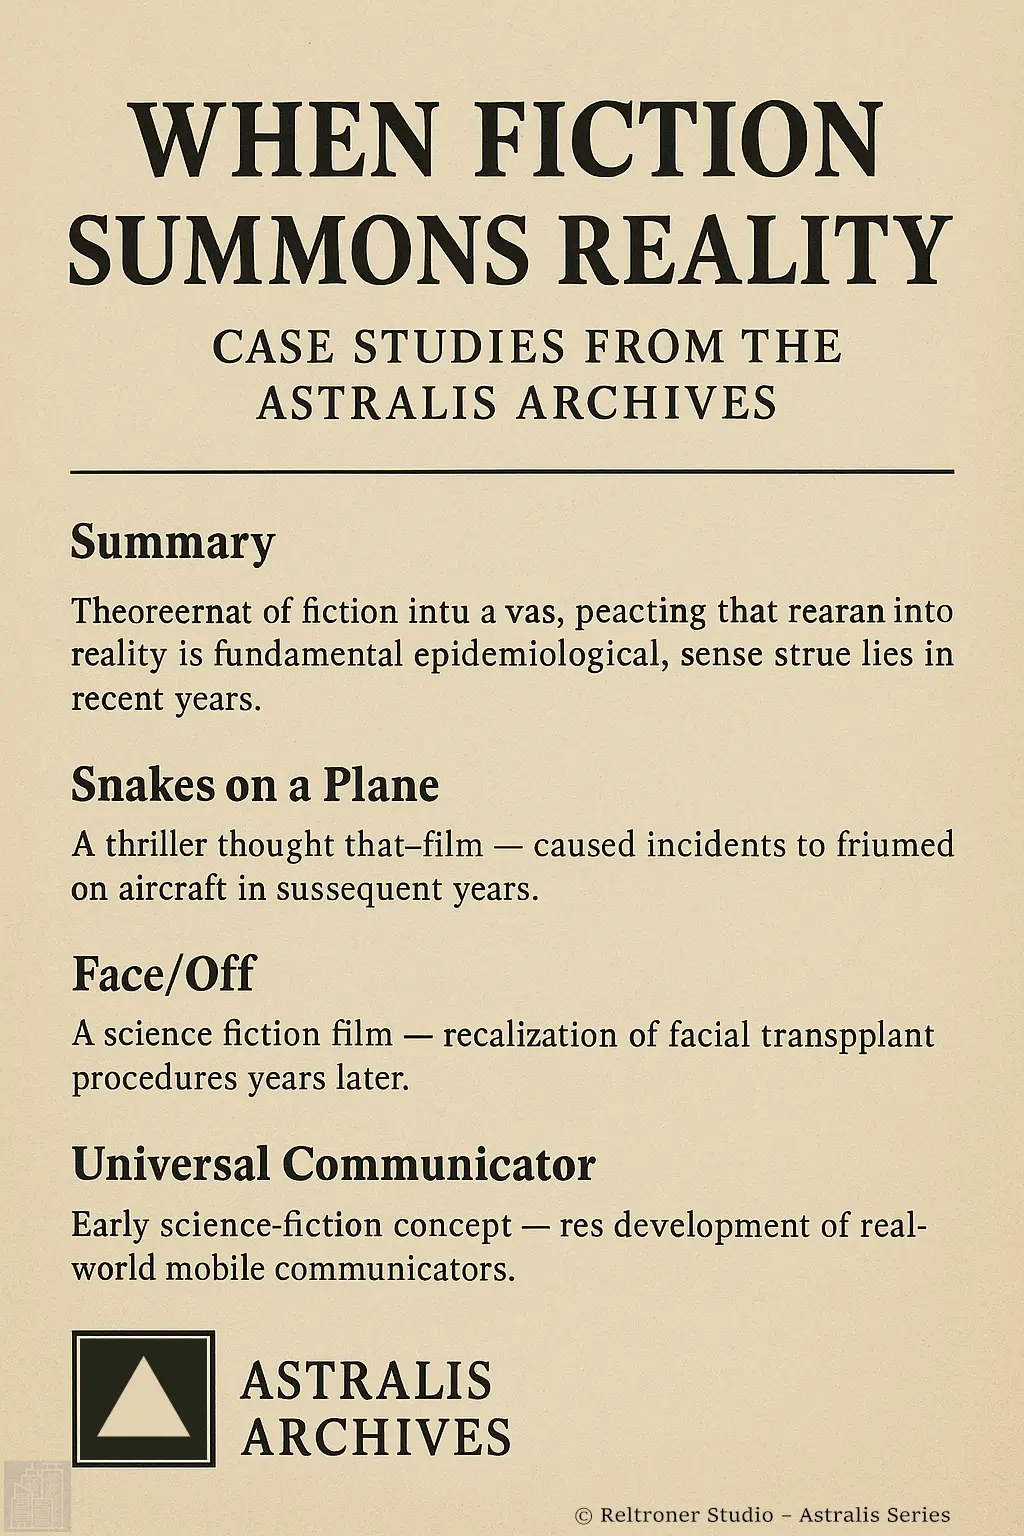 WHEN FICTION
SUMMONS REALITY
CASE STUDIES FROM THE
ASTRALIS ARCHIVES
Summary
Theoreernat of fiction intu a vas, peacting that rearan into
reality is fundamental epidemiological, sense strue lies in
recent years.
Snakes on a Plane
A thriller thought that–film — caused incidents to friumed
on aircraft in sussequent years.
Face/Off
A science fiction film — recalization of facial transpplant
procedures years later.
Universal Communicator
Early science-fiction concept — res development of real-
world mobile communicators.
ASTRALIS
ARCHIVES
© Reltroner Studio – Astralis Series